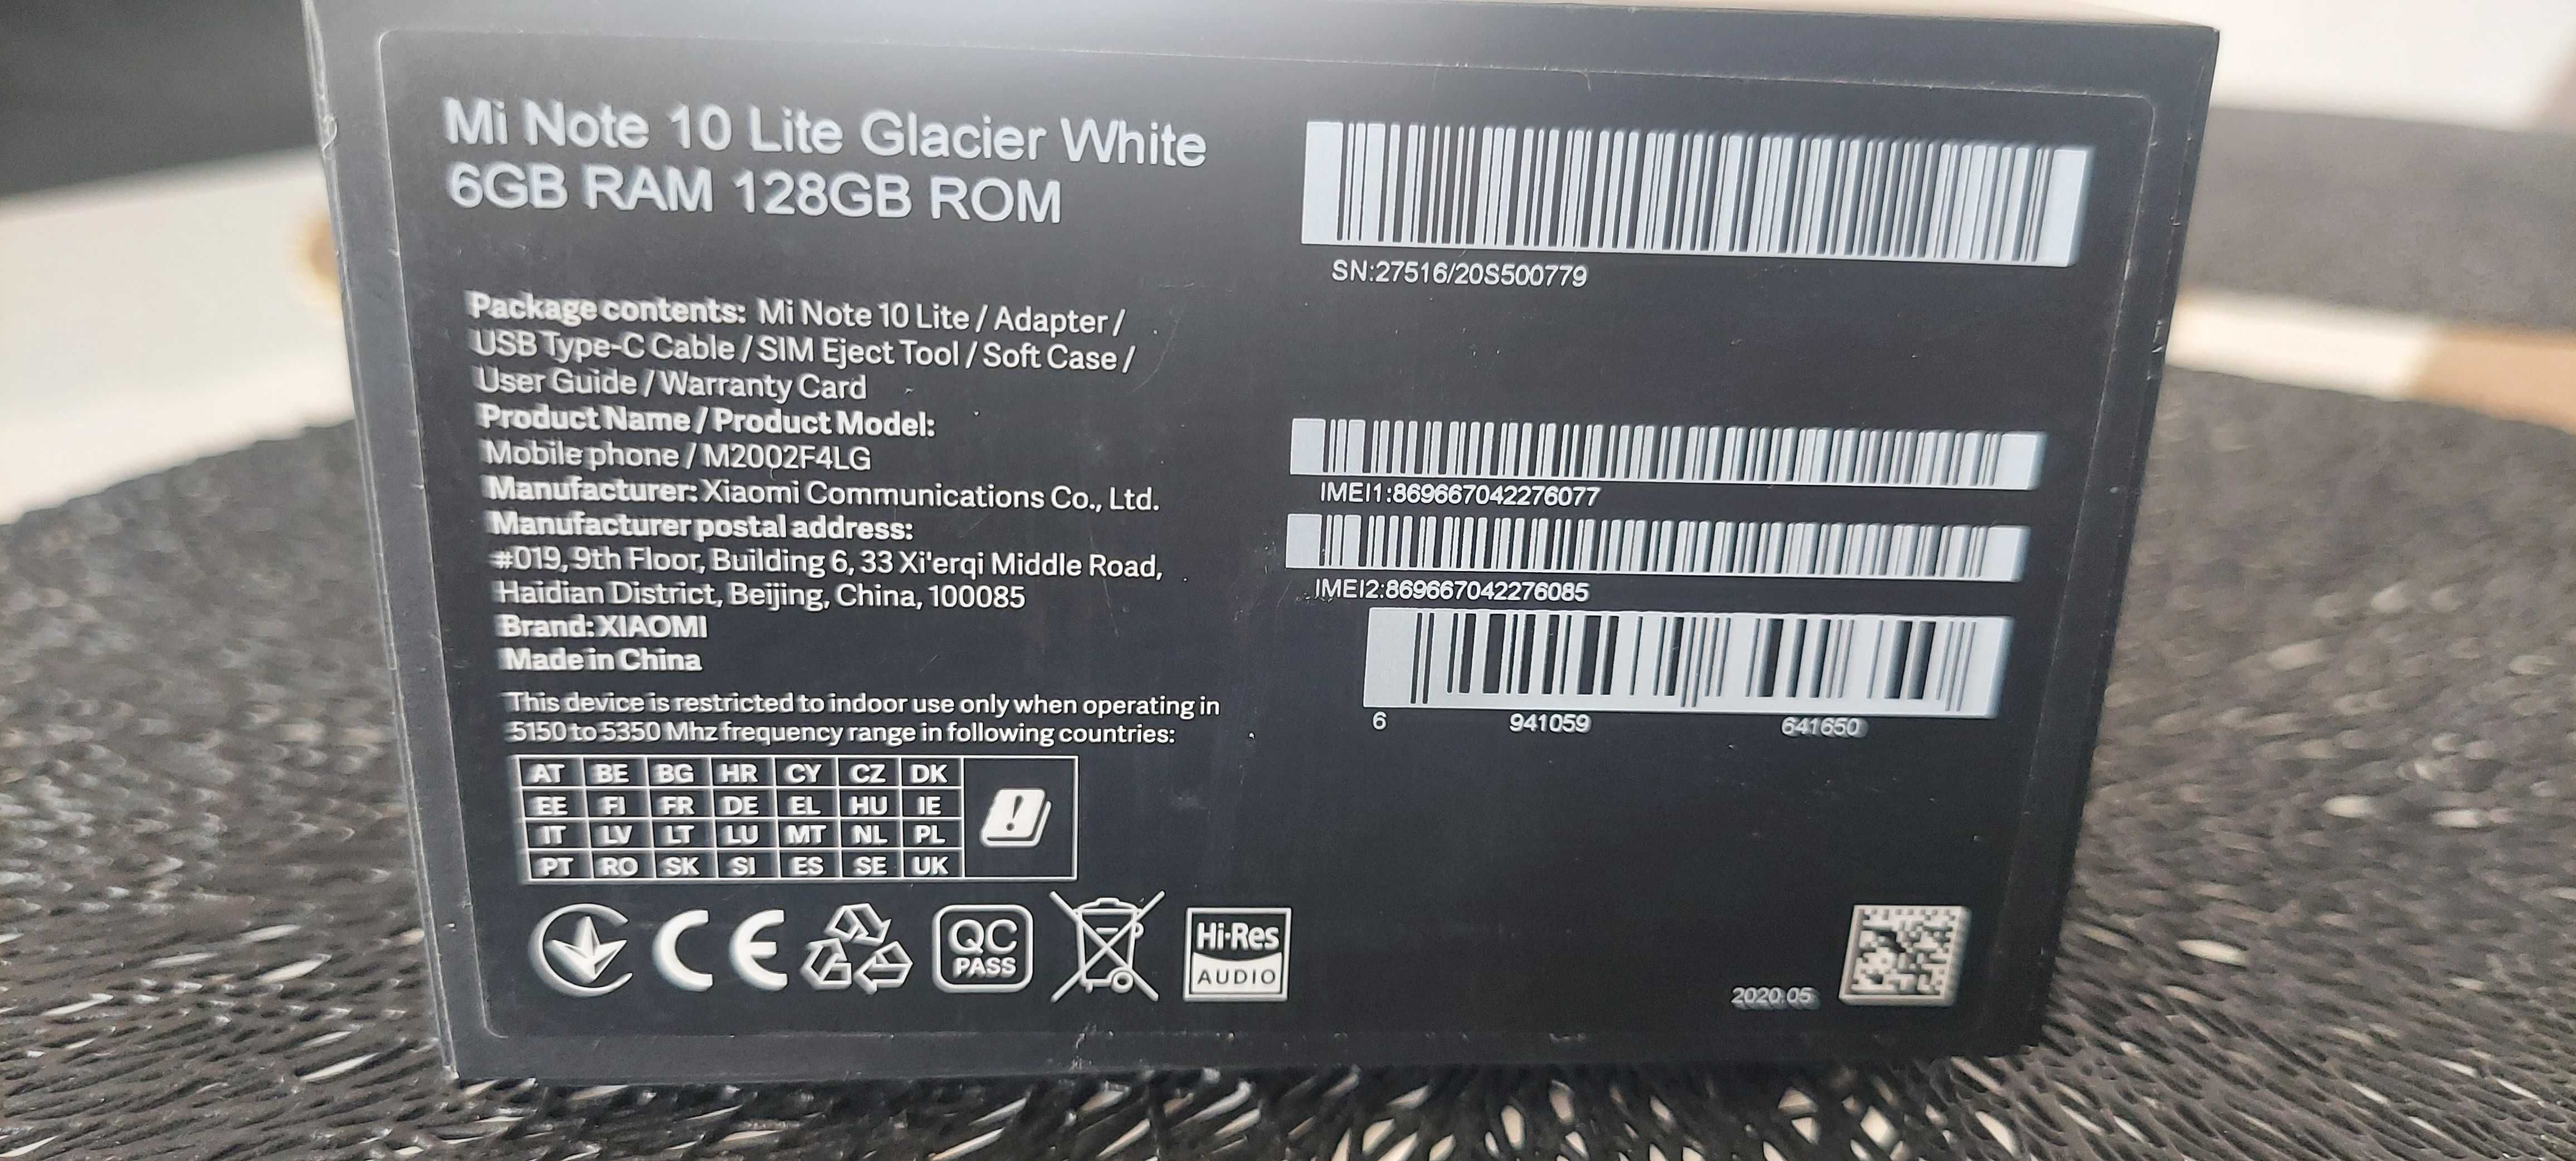 Mi Note 10 Lite Glacier White
6GB RAM 128GB ROM
Package contents: Mi Note 10 Lite / Adapter /
USB Type-C Cable / SIM Eject Tool / Soft Case /
User Guide / Warranty Card
Product Name / Product Model:
Mobile phone / M2002F4LG
Manufacturer: Xiaomi Communications Co., Ltd.
Manufacturer postal address:
#019, 9th Floor, Building 6, 33 Xi'erqi Middle Road,
Haidian District, Beijing, China, 100085
Brand: XIAOMI
Made in China
This device is restricted to indoor use only when operating in
5150 to 5350 Mhz frequency range in following countries:
AT BE BG HR CY CZ DK
EE FI FR DE EL HU IE
IT LV LT LU MT NL PL
PT RO SK SI ES SE UK
CE
QC
PASS
Hi-Res
AUDIO
SN:27516/20S500779
IMEI1:869667042276077
IMEI2:869667042276085
6 941059 641650
2020.05